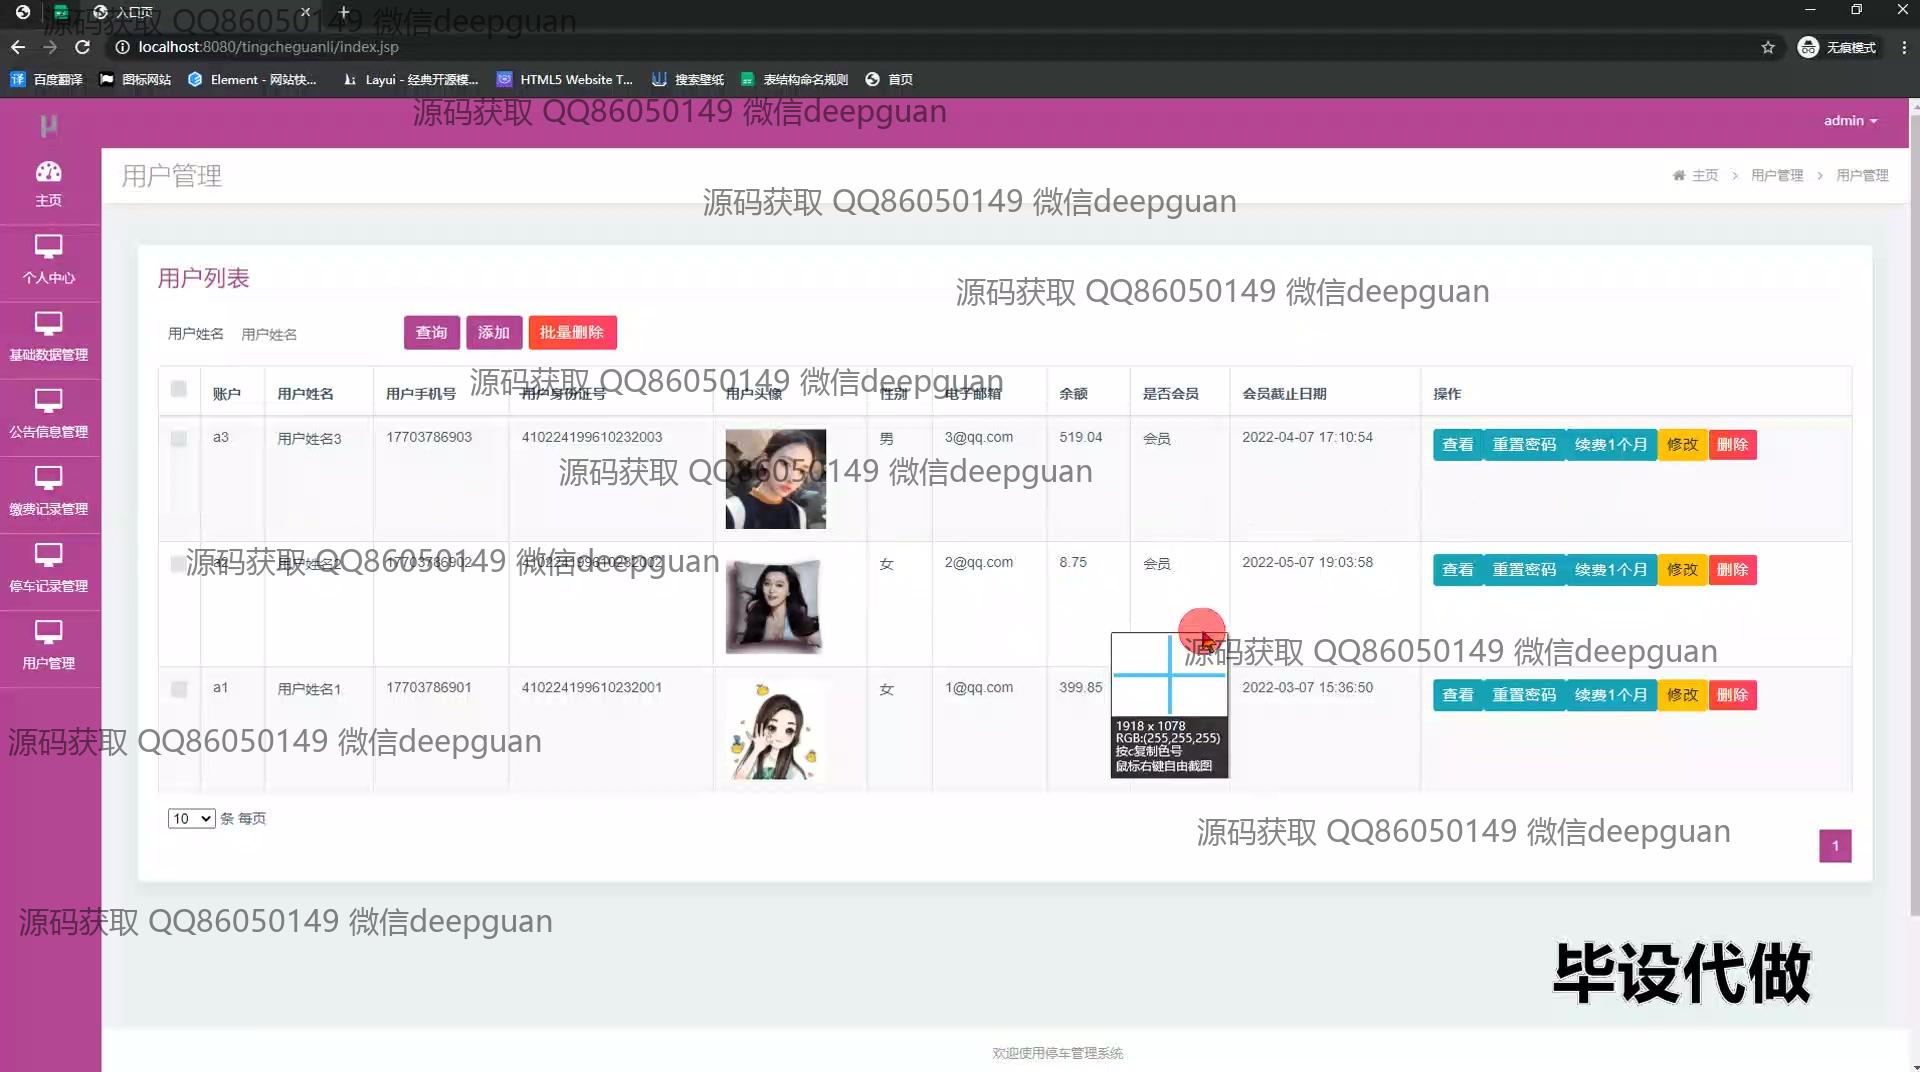 入口页
源码获取 QQ86050149 微信deepguan
localhost:8080/tingcheguanli/index.jsp
无痕模式
百度翻译 图标网站 Element - 网站快... Layui - 经典开源模... HTML5 Website T... 搜索壁纸 表结构命名规则 首页
源码获取 QQ86050149 微信deepguan
admin
主页
用户管理
主页 > 用户管理 > 用户管理
源码获取 QQ86050149 微信deepguan
个人中心
用户列表
源码获取 QQ86050149 微信deepguan
基础数据管理
用户姓名 用户姓名 查询 添加 批量删除
源码获取 QQ86050149 微信deepguan
账户 用户姓名 用户手机号 用户身份证号 用户头像 性别 电子邮箱 余额 是否会员 会员截止日期 操作
公告信息管理
a3 用户姓名3 17703786903 410224199610232003 男 3@qq.com 519.04 会员 2022-04-07 17:10:54 查看 重置密码 续费1个月 修改 删除
源码获取 QQ86050149 微信deepguan
缴费记录管理
源码获取 QQ86050149 微信deepguan
a2 用户姓名2 17703786902 410224199610232002 女 2@qq.com 8.75 会员 2022-05-07 19:03:58 查看 重置密码 续费1个月 修改 删除
停车记录管理
源码获取 QQ86050149 微信deepguan
用户管理
a1 用户姓名1 17703786901 410224199610232001 女 1@qq.com 399.85 2022-03-07 15:36:50 查看 重置密码 续费1个月 修改 删除
1918 x 1078
RGB:(255,255,255)
按c复制色号
鼠标右键自由截图
源码获取 QQ86050149 微信deepguan
10 条 每页
源码获取 QQ86050149 微信deepguan
1
源码获取 QQ86050149 微信deepguan
毕设代做
欢迎使用停车管理系统